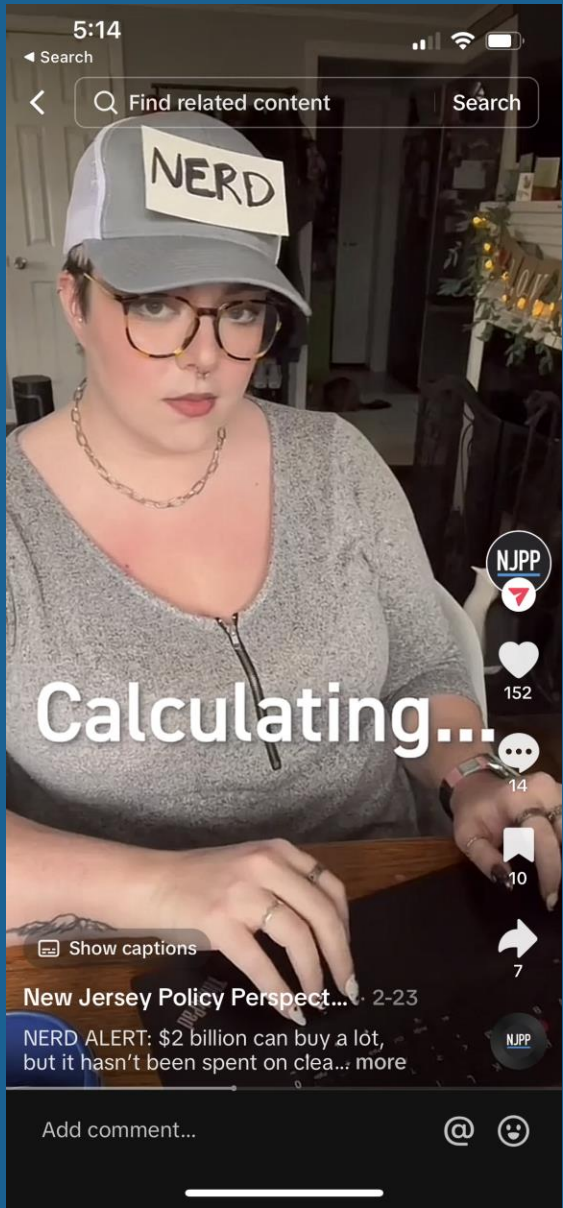 5:14
◀ Search
Find related content
Search
NERD
NJPP
152
Calculating...
14
10
Show captions
7
New Jersey Policy Perspect... · 2-23
NERD ALERT: $2 billion can buy a lot,
but it hasn't been spent on clea... more
NJPP
ThinkPad
Add comment...
@